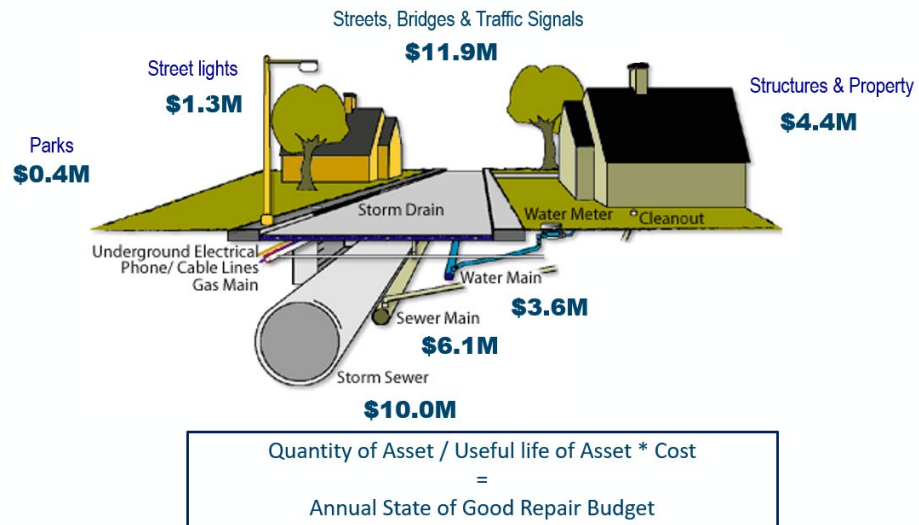 Streets, Bridges & Traffic Signals
$11.9M
Street lights
$1.3M
Structures & Property
$4.4M
Parks
$0.4M
Storm Drain
Water Meter
Cleanout
Underground Electrical
Phone/ Cable Lines
Gas Main
Water Main
$3.6M
Sewer Main
$6.1M
Storm Sewer
$10.0M
Quantity of Asset / Useful life of Asset * Cost
=
Annual State of Good Repair Budget